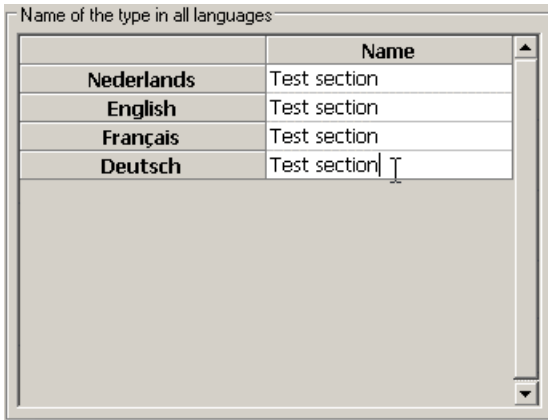 Name of the type in all languages
Name
Nederlands Test section
English Test section
Français Test section
Deutsch Test section